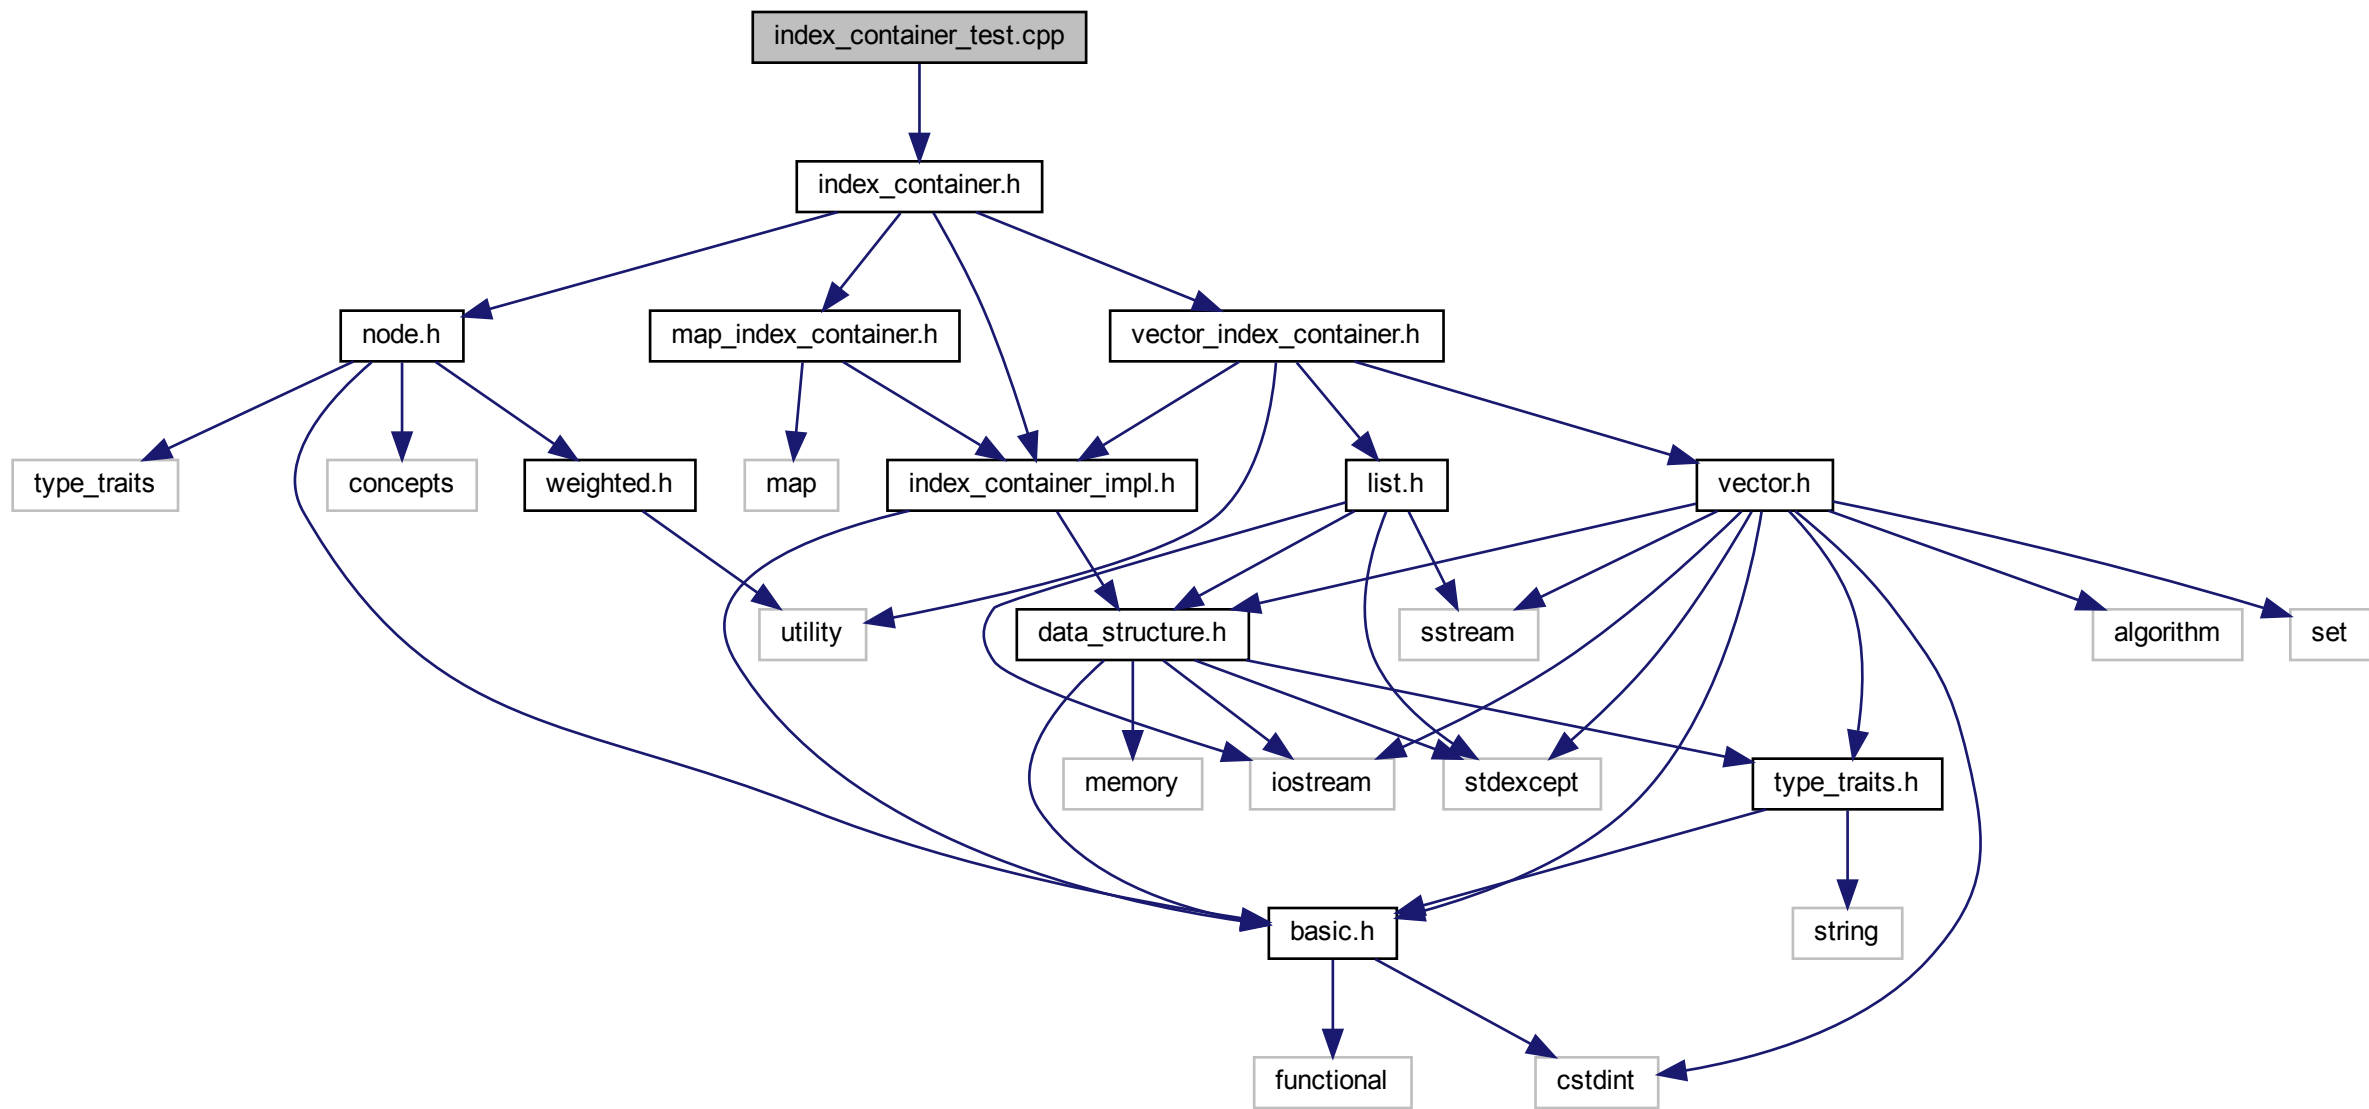 index_container_test.cpp
index_container.h
node.h
map_index_container.h
vector_index_container.h
type_traits
concepts
weighted.h
map
index_container_impl.h
list.h
vector.h
utility
data_structure.h
sstream
algorithm
set
memory
iostream
stdexcept
type_traits.h
basic.h
string
functional
cstdint